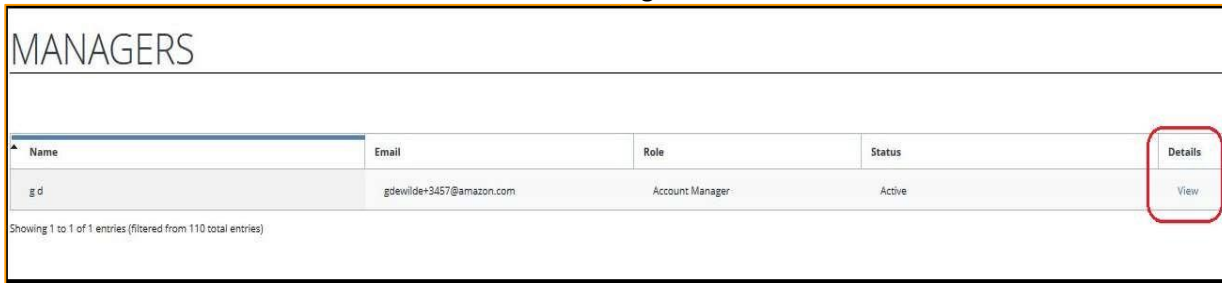 MANAGERS
Name Email Role Status Details
g d gdewilde+3457@amazon.com Account Manager Active View
Showing 1 to 1 of 1 entries (filtered from 110 total entries)